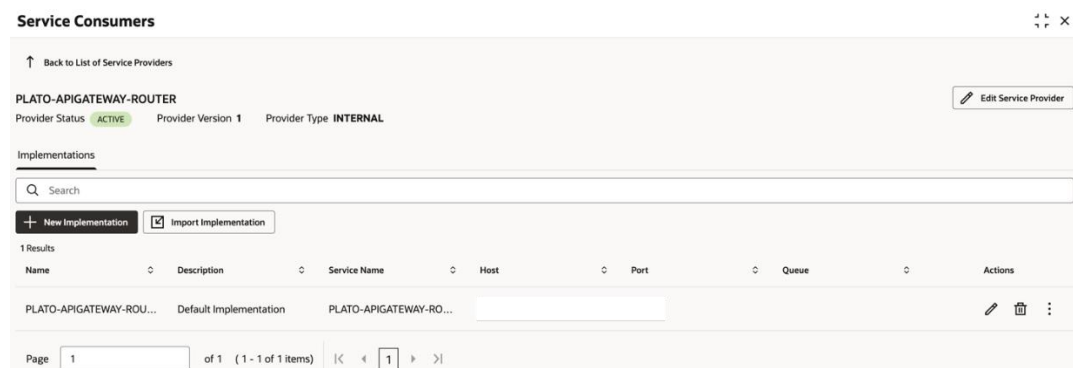 Service Consumers
Back to List of Service Providers
PLATO-APIGATEWAY-ROUTER
Edit Service Provider
Provider Status ACTIVE Provider Version 1 Provider Type INTERNAL
Implementations
Search
New Implementation Import Implementation
1 Results
Name Description Service Name Host Port Queue Actions
PLATO-APIGATEWAY-ROU... Default Implementation PLATO-APIGATEWAY-RO...
Page 1 of 1 (1 - 1 of 1 items) 1